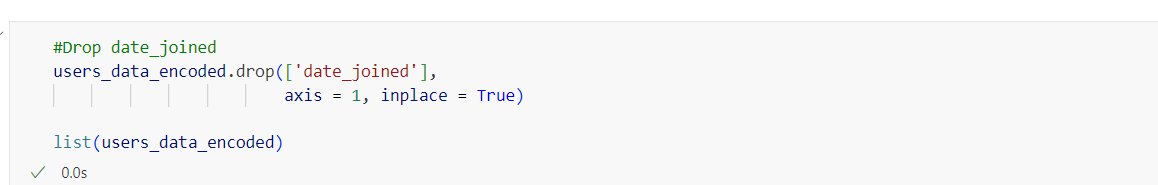 #Drop date_joined
users_data_encoded.drop(['date_joined'],
axis = 1, inplace = True)
list(users_data_encoded)
0.0s